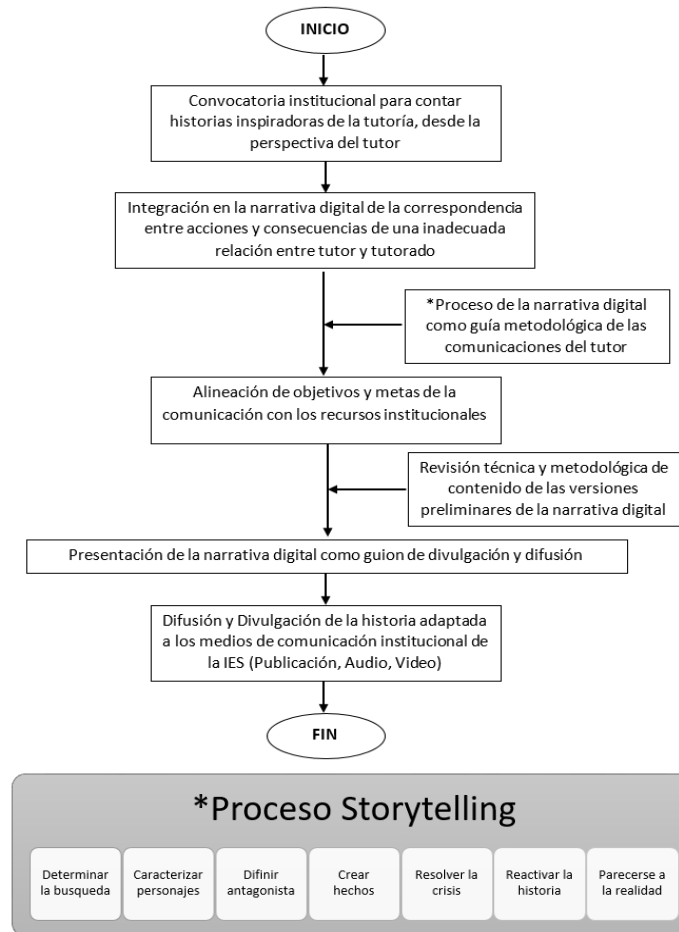 INICIO
Convocatoria institucional para contar
historias inspiradoras de la tutoría, desde la
perspectiva del tutor
Integración en la narrativa digital de la correspondencia
entre acciones y consecuencias de una inadecuada
relación entre tutor y tutorado
*Proceso de la narrativa digital
como guía metodológica de las
comunicaciones del tutor
Alineación de objetivos y metas de la
comunicación con los recursos institucionales
Revisión técnica y metodológica de
contenido de las versiones
preliminares de la narrativa digital
Presentación de la narrativa digital como guion de divulgación y difusión
Difusión y Divulgación de la historia adaptada
a los medios de comunicación institucional de
la IES (Publicación, Audio, Video)
FIN
*Proceso Storytelling
Determinar
la busqueda
Caracterizar
personajes
Difinir
antagonista
Crear
hechos
Resolver la
crisis
Reactivar la
historia
Parecerse a
la realidad